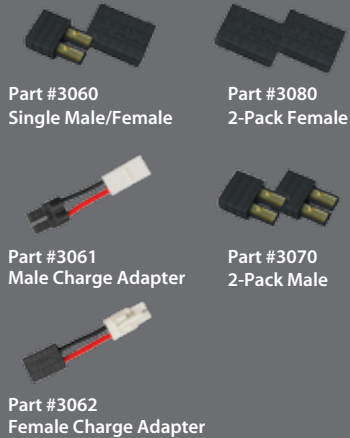 Part #3060
Single Male/Female
Part #3080
2-Pack Female
Part #3061
Male Charge Adapter
Part #3070
2-Pack Male
Part #3062
Female Charge Adapter